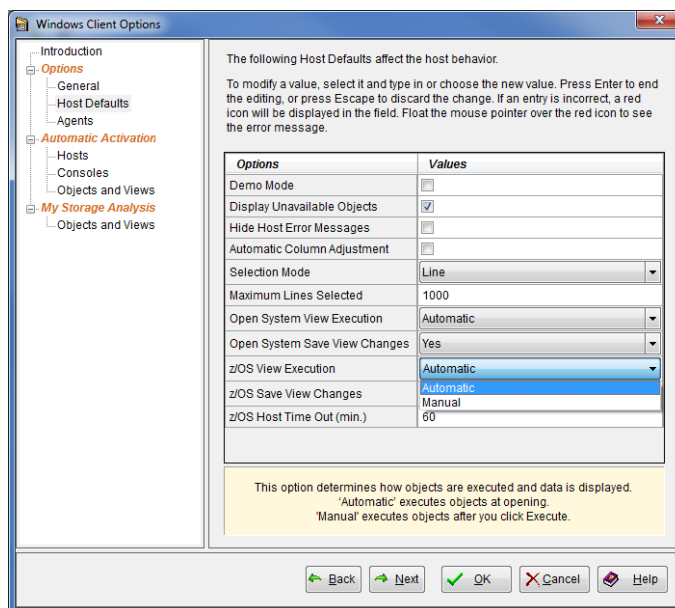 Windows Client Options
Introduction
Options
General
Host Defaults
Agents
Automatic Activation
Hosts
Consoles
Objects and Views
My Storage Analysis
Objects and Views
The following Host Defaults affect the host behavior.
To modify a value, select it and type in or choose the new value. Press Enter to end
the editing, or press Escape to discard the change. If an entry is incorrect, a red
icon will be displayed in the field. Float the mouse pointer over the red icon to see
the error message.
Options Values
Demo Mode
Display Unavailable Objects
Hide Host Error Messages
Automatic Column Adjustment
Selection Mode Line
Maximum Lines Selected 1000
Open System View Execution Automatic
Open System Save View Changes Yes
z/OS View Execution Automatic
Automatic
z/OS Save View Changes
Manual
z/OS Host Time Out (min.) 60
This option determines how objects are executed and data is displayed.
'Automatic' executes objects at opening.
'Manual' executes objects after you click Execute.
Back Next OK Cancel Help